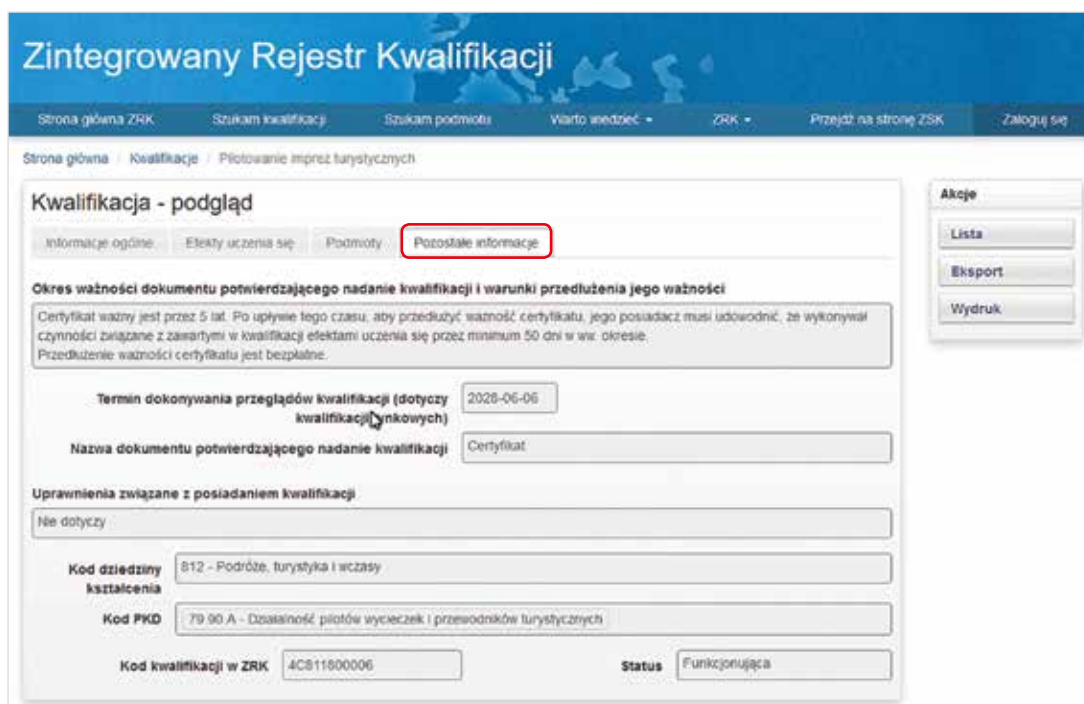 Zintegrowany Rejestr Kwalifikacji
Strona główna ZRK Szukam kwalifikacji Szukam podmiotu Warto wiedzieć ZRK Przejdź na stronę ZSK Zaloguj się
Strona główna / Kwalifikacje / Pilotowanie imprez turystycznych
Kwalifikacja - podgląd
Informacje ogólne Efekty uczenia się Podmioty Pozostałe informacje
Okres ważności dokumentu potwierdzającego nadanie kwalifikacji i warunki przedłużenia jego ważności
Certyfikat ważny jest przez 5 lat. Po upływie tego czasu, aby przedłużyć ważność certyfikatu, jego posiadacz musi udowodnić, że wykonywał
czynności związane z zawartymi w kwalifikacji efektami uczenia się przez minimum 50 dni w ww. okresie.
Przedłużenie ważności certyfikatu jest bezpłatne.
Termin dokonywania przeglądów kwalifikacji (dotyczy
kwalifikacji rynkowych)
2028-06-06
Nazwa dokumentu potwierdzającego nadanie kwalifikacji
Certyfikat
Uprawnienia związane z posiadaniem kwalifikacji
Nie dotyczy
Kod dziedziny
kształcenia
812 - Podróże, turystyka i wczasy
Kod PKD
79.90.A - Działalność pilotów wycieczek i przewodników turystycznych
Kod kwalifikacji w ZRK
4C811800006
Status
Funkcjonująca
Akcje
Lista
Eksport
Wydruk